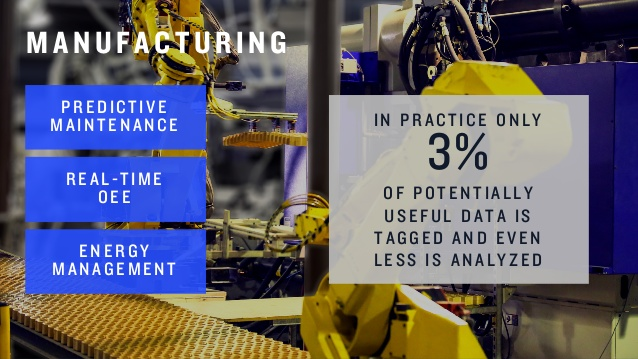 MANUFACTURING
PREDICTIVE
MAINTENANCE
REAL-TIME
OEE
ENERGY
MANAGEMENT
IN PRACTICE ONLY
3%
OF POTENTIALLY
USEFUL DATA IS
TAGGED AND EVEN
LESS IS ANALYZED